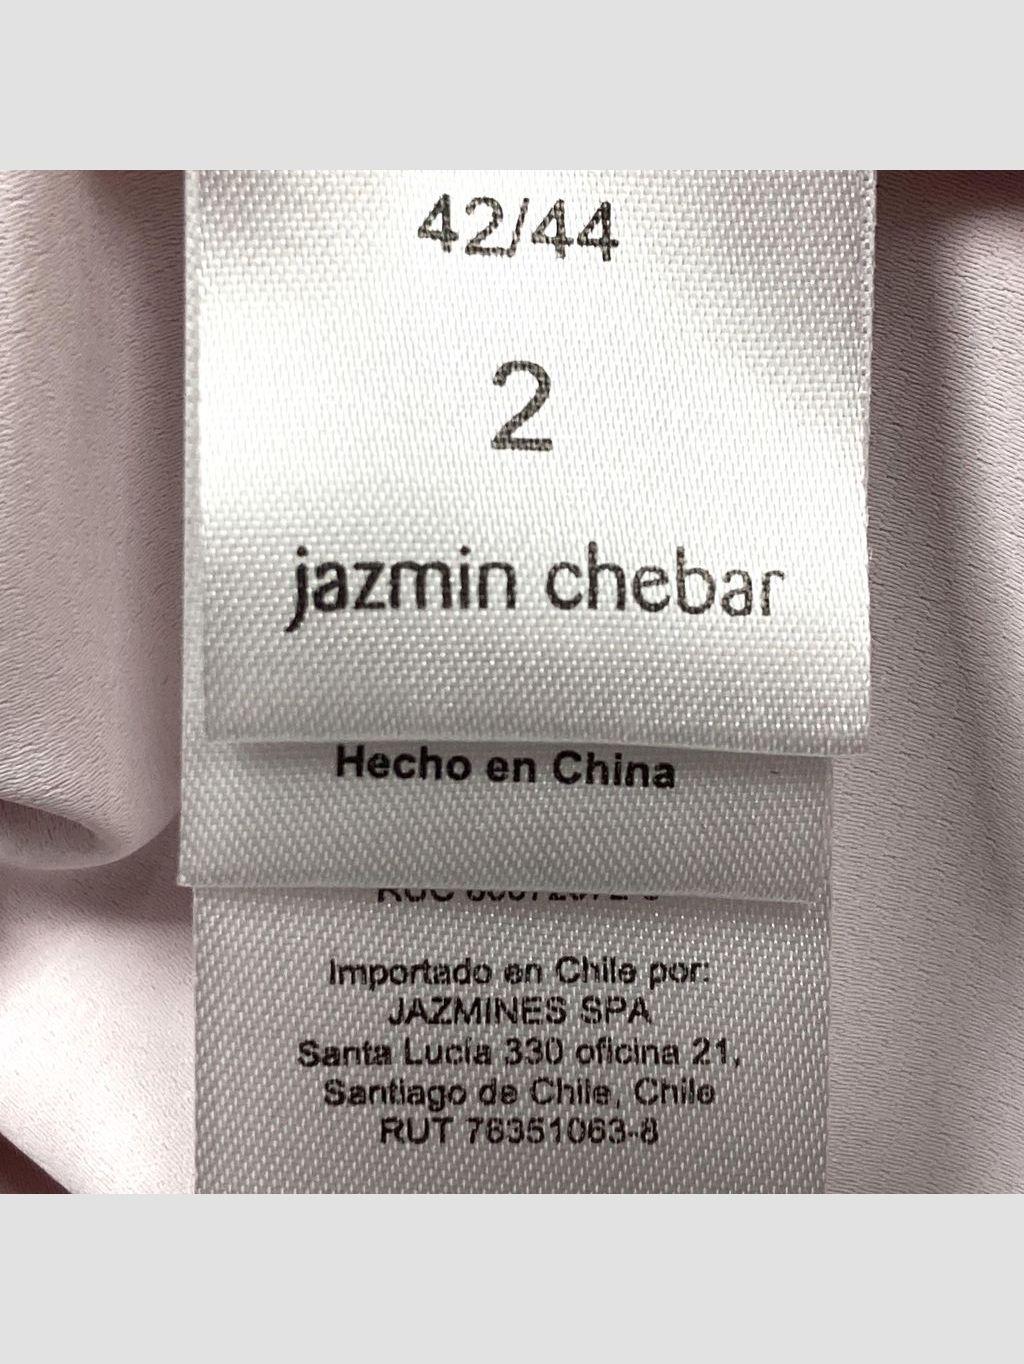 42/44
2
jazmin chebar
Hecho en China
RUC
Importado en Chile por:
JAZMINES SPA
Santa Lucía 330 oficina 21,
Santiago de Chile, Chile
RUT 76351063-8